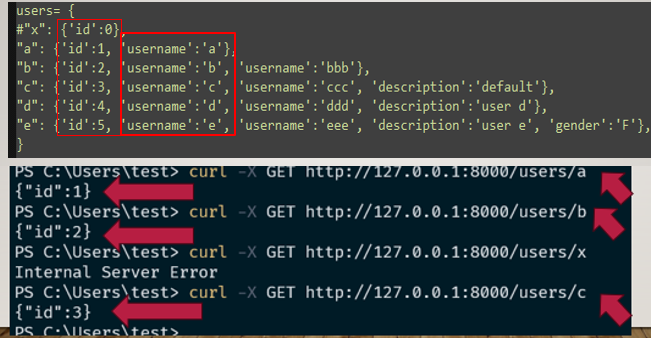 users= {
#"x": {'id':0},
"a": {'id':1, 'username':'a'},
"b": {'id':2, 'username':'b', 'username':'bbb'},
"c": {'id':3, 'username':'c', 'username':'ccc', 'description':'default'},
"d": {'id':4, 'username':'d', 'username':'ddd', 'description':'user d'},
"e": {'id':5, 'username':'e', 'username':'eee', 'description':'user e', 'gender':'F'},
}
PS C:\Users\test> curl -X GET http://127.0.0.1:8000/users/a
{"id":1}
PS C:\Users\test> curl -X GET http://127.0.0.1:8000/users/b
{"id":2}
PS C:\Users\test> curl -X GET http://127.0.0.1:8000/users/x
Internal Server Error
PS C:\Users\test> curl -X GET http://127.0.0.1:8000/users/c
{"id":3}
PS C:\Users\test>